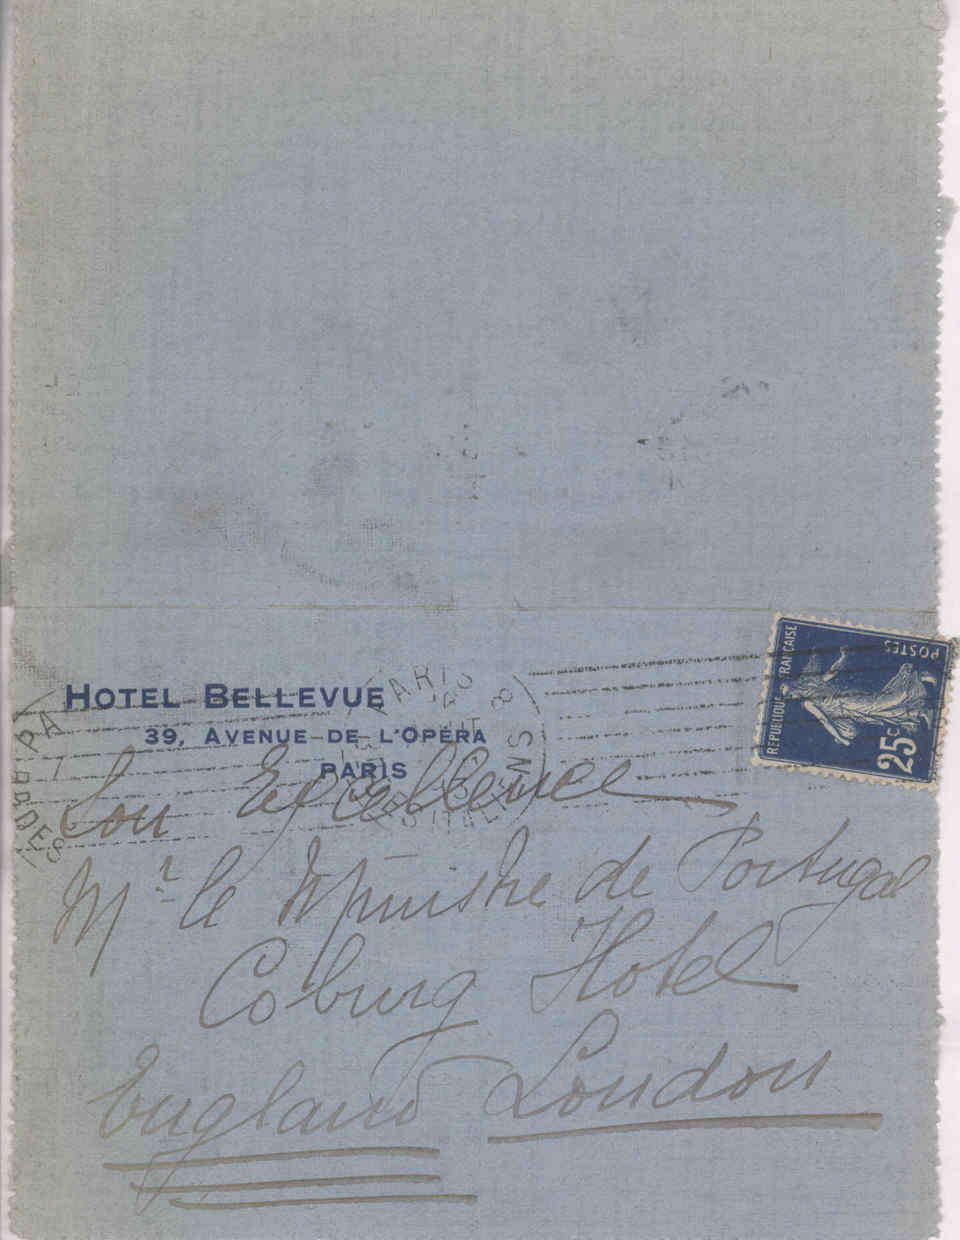 HOTEL BELLEVUE
39, AVENUE DE L'OPÉRA
PARIS
REPUBLIQUE FRANÇAISE
POSTES
25c
PARIS
Son Excellence
Mr le Ministre de Portugal
Coburg Hotel
England London